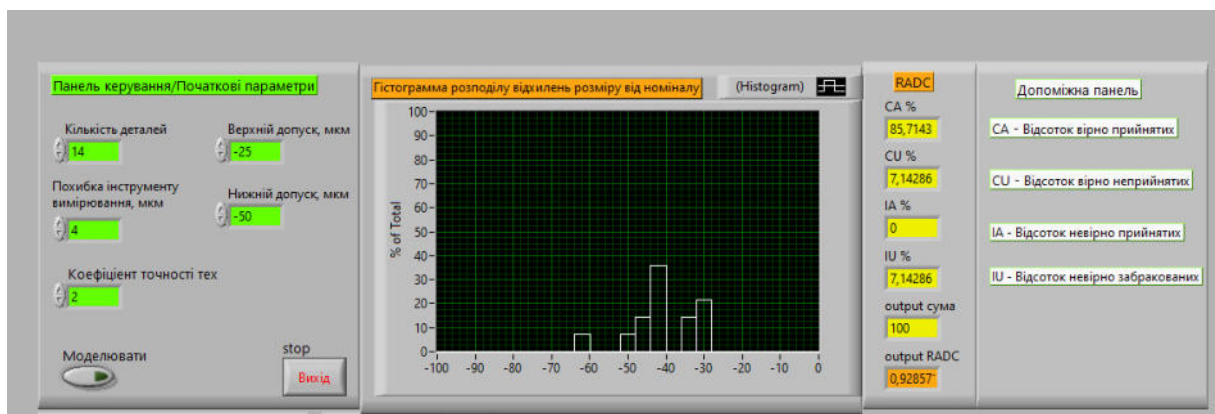 Панель керування/Початкові параметри
Кількість деталей
14
Верхній допуск, мкм
-25
Похибка інструменту
вимірювання, мкм
4
Нижній допуск, мкм
-50
Коефіцієнт точності тех
2
Моделювати
stop
Вихід
Гістограмма розподілу відхилень розміру від номіналу
(Histogram)
% of Total
100
90
80
70
60
50
40
30
20
10
0
-100 -90 -80 -70 -60 -50 -40 -30 -20 -10 0
RADC
CA %
85,7143
CU %
7,14286
IA %
0
IU %
7,14286
output сума
100
output RADC
0,92857
Допоміжна панель
CA - Відсоток вірно прийнятих
CU - Відсоток вірно неприйнятих
IA - Відсоток невірно прийнятих
IU - Відсоток невірно забракованих